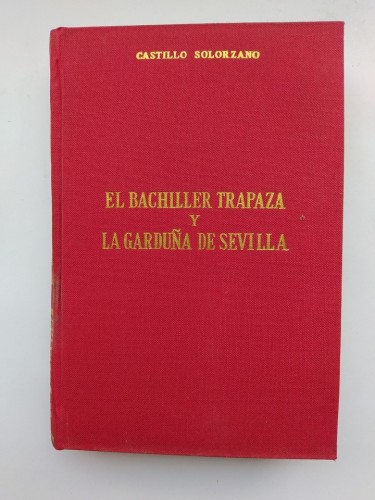 CASTILLO SOLORZANO
EL BACHILLER TRAPAZA
Y
LA GARDUÑA DE SEVILLA